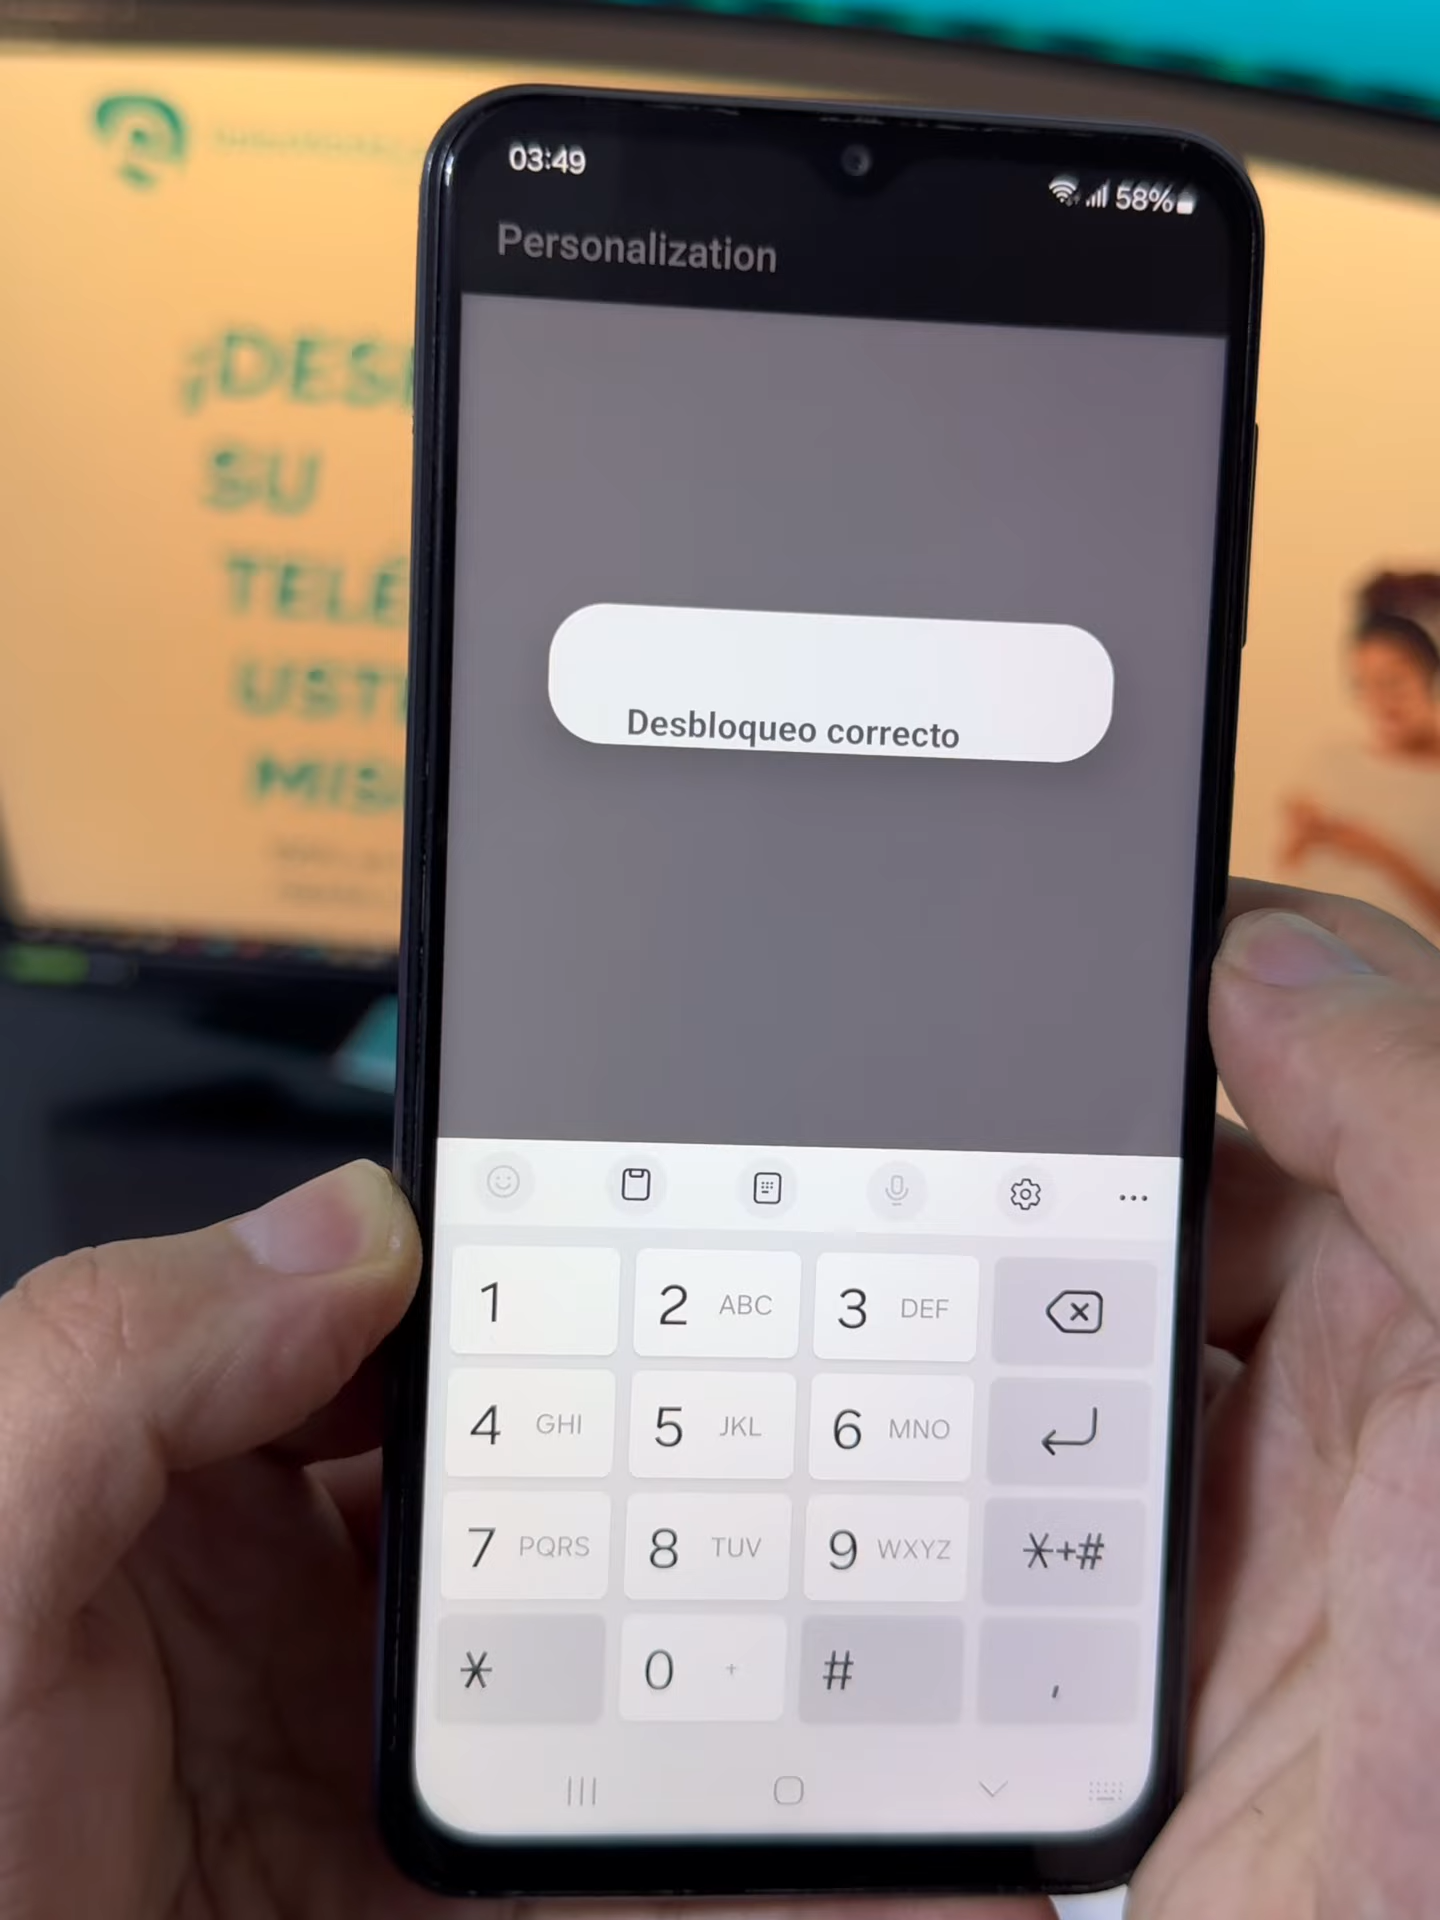 03:49
58%
Personalization
¡DES
SU
TELÉ
UST
MIS
Desbloqueo correcto
1
2 ABC
3 DEF
4 GHI
5 JKL
6 MNO
7 PQRS
8 TUV
9 WXYZ
*+#
*
0 +
#
,